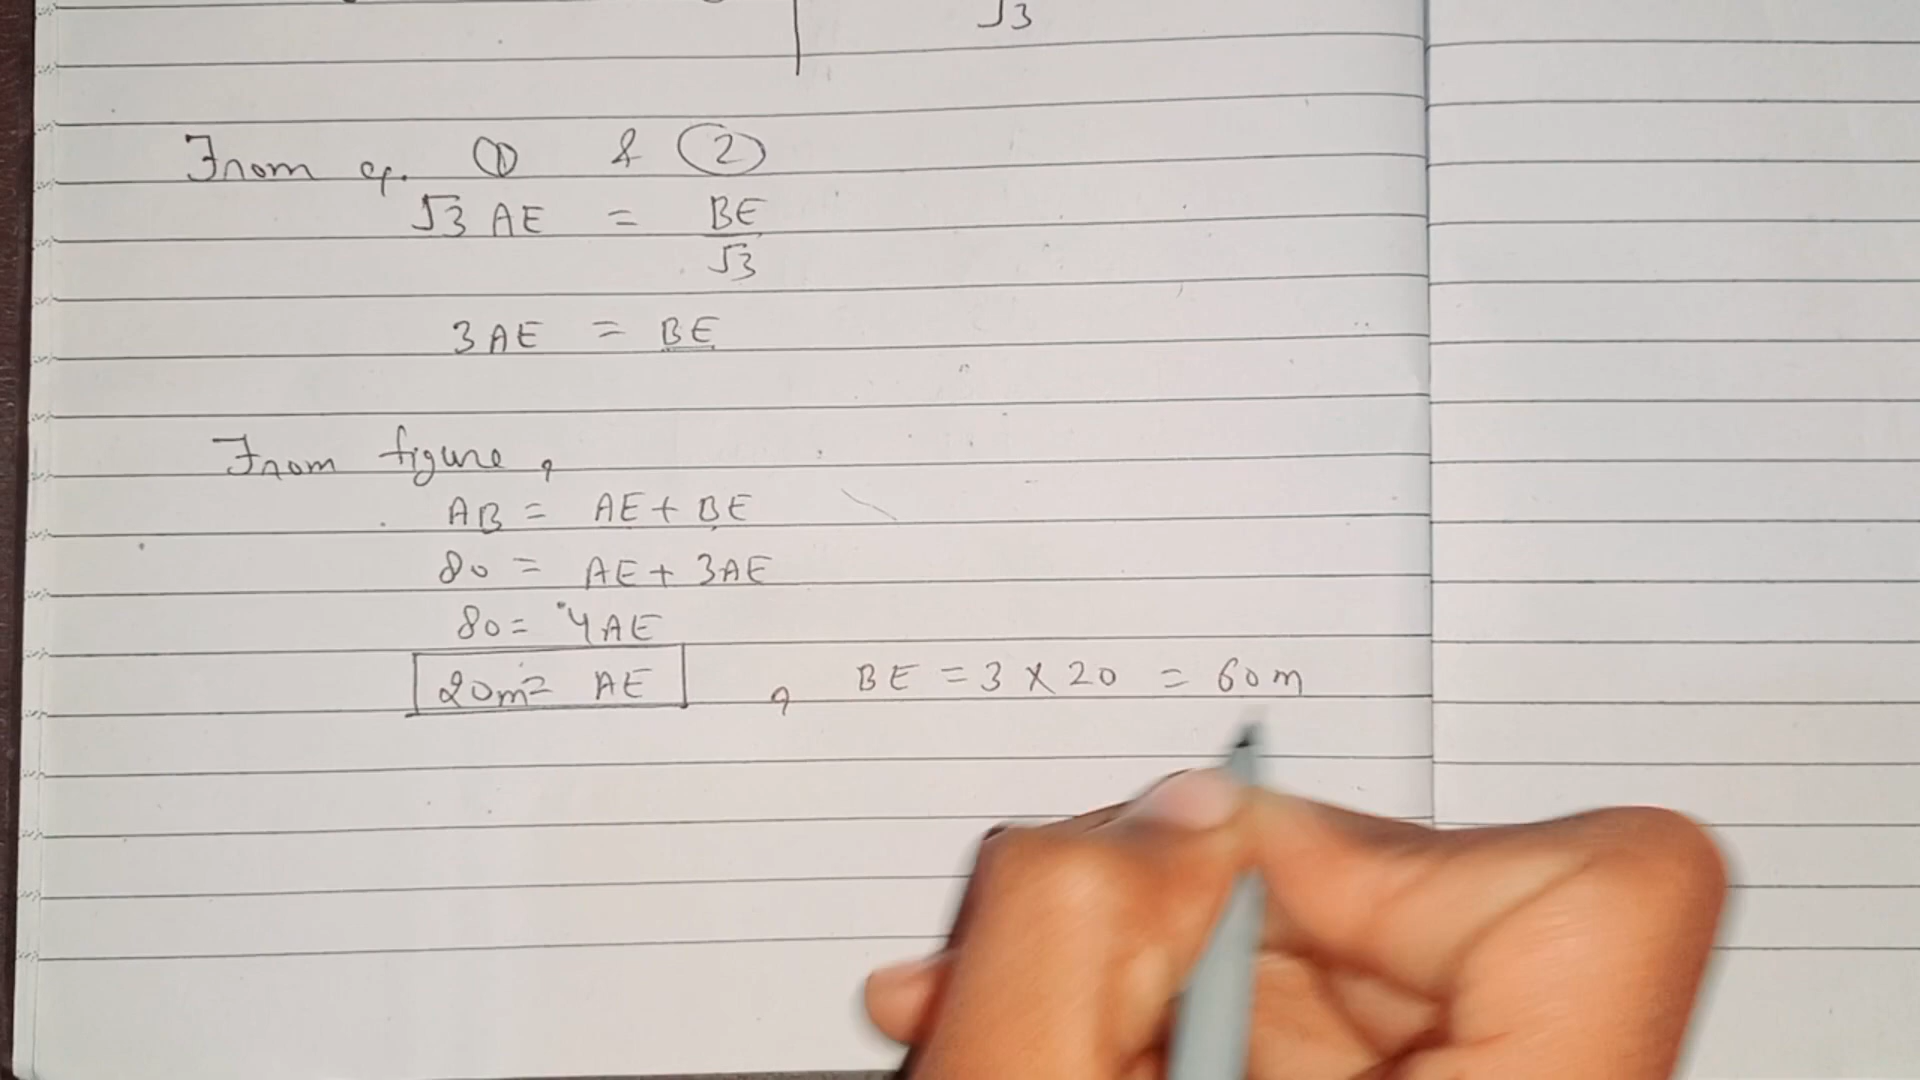 √3
From eq. ① & ②
√3 AE = BE/√3
3AE = BE
From figure,
AB = AE + BE
80 = AE + 3AE
80 = 4AE
20m = AE , BE = 3 × 20 = 60m